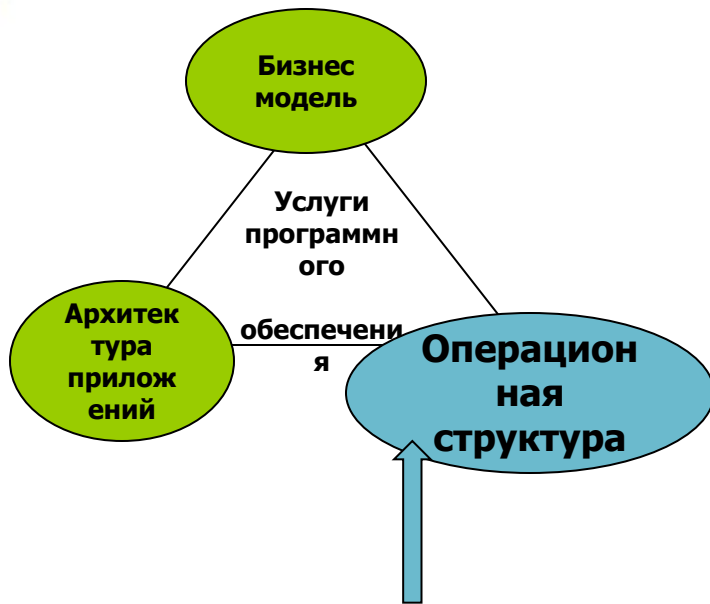 Бизнес
модель
Услуги
программн
ого
обеспечени
я
Архитек
тура
прилож
ений
Операцион
ная
структура